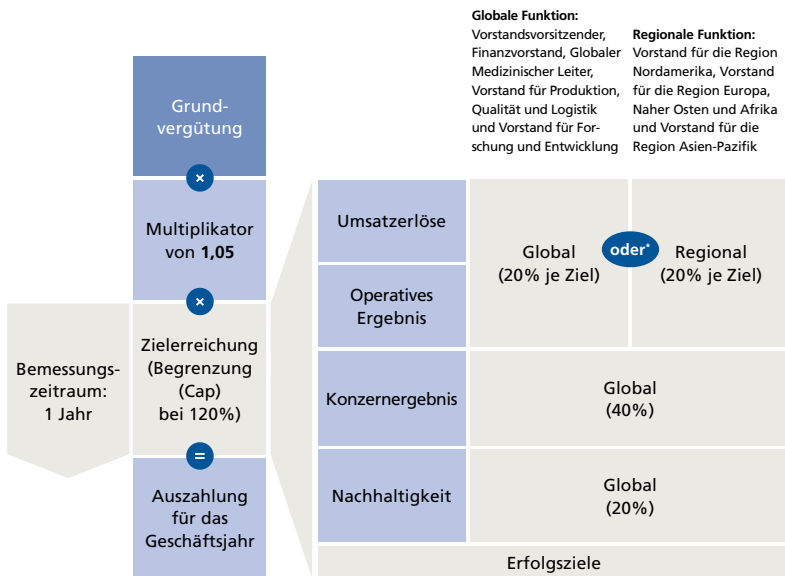 Globale Funktion:
Vorstandsvorsitzender,
Finanzvorstand, Globaler
Medizinischer Leiter,
Vorstand für Produktion,
Qualität und Logistik
und Vorstand für For-
schung und Entwicklung
Regionale Funktion:
Vorstand für die Region
Nordamerika, Vorstand
für die Region Europa,
Naher Osten und Afrika
und Vorstand für die
Region Asien-Pazifik
Grund-
vergütung
×
Multiplikator
von 1,05
×
Bemessungs-
zeitraum:
1 Jahr
Zielerreichung
(Begrenzung
(Cap)
bei 120%)
=
Auszahlung
für das
Geschäftsjahr
Umsatzerlöse
Operatives
Ergebnis
Global
(20% je Ziel)
oder*
Regional
(20% je Ziel)
Konzernergebnis
Global
(40%)
Nachhaltigkeit
Global
(20%)
Erfolgsziele